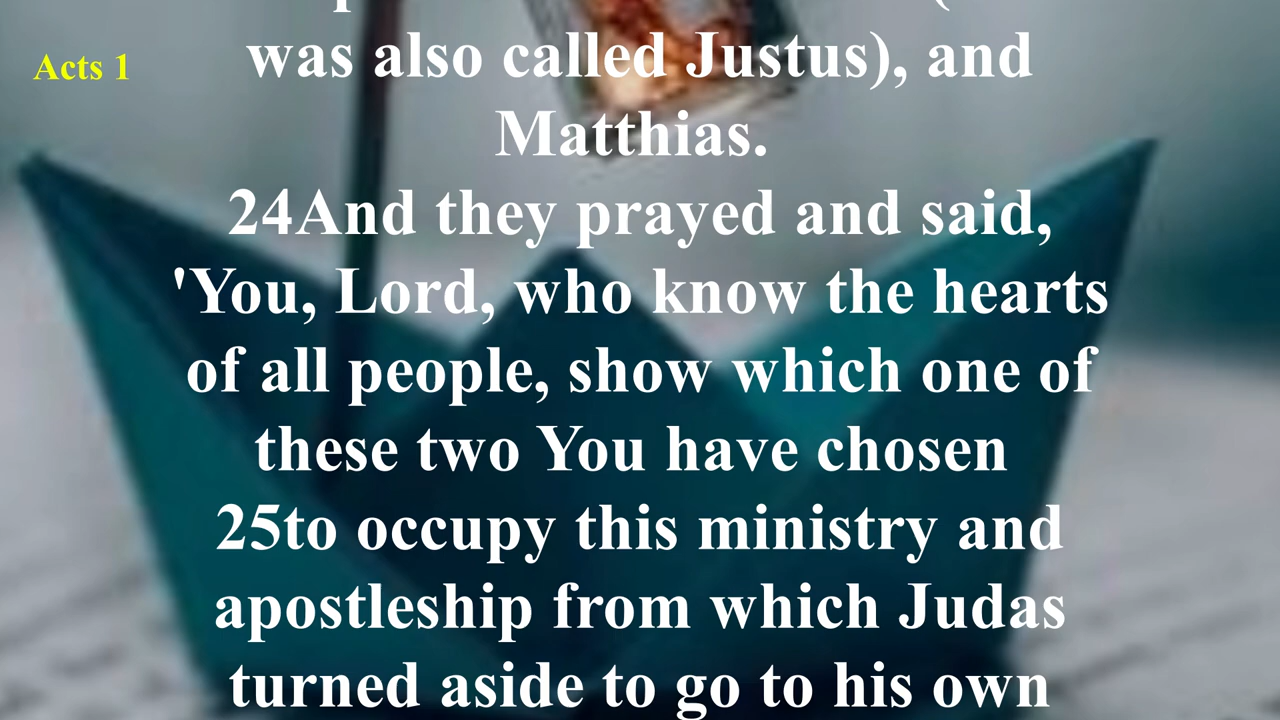 Acts 1
was also called Justus), and
Matthias.
24And they prayed and said,
'You, Lord, who know the hearts
of all people, show which one of
these two You have chosen
25to occupy this ministry and
apostleship from which Judas
turned aside to go to his own